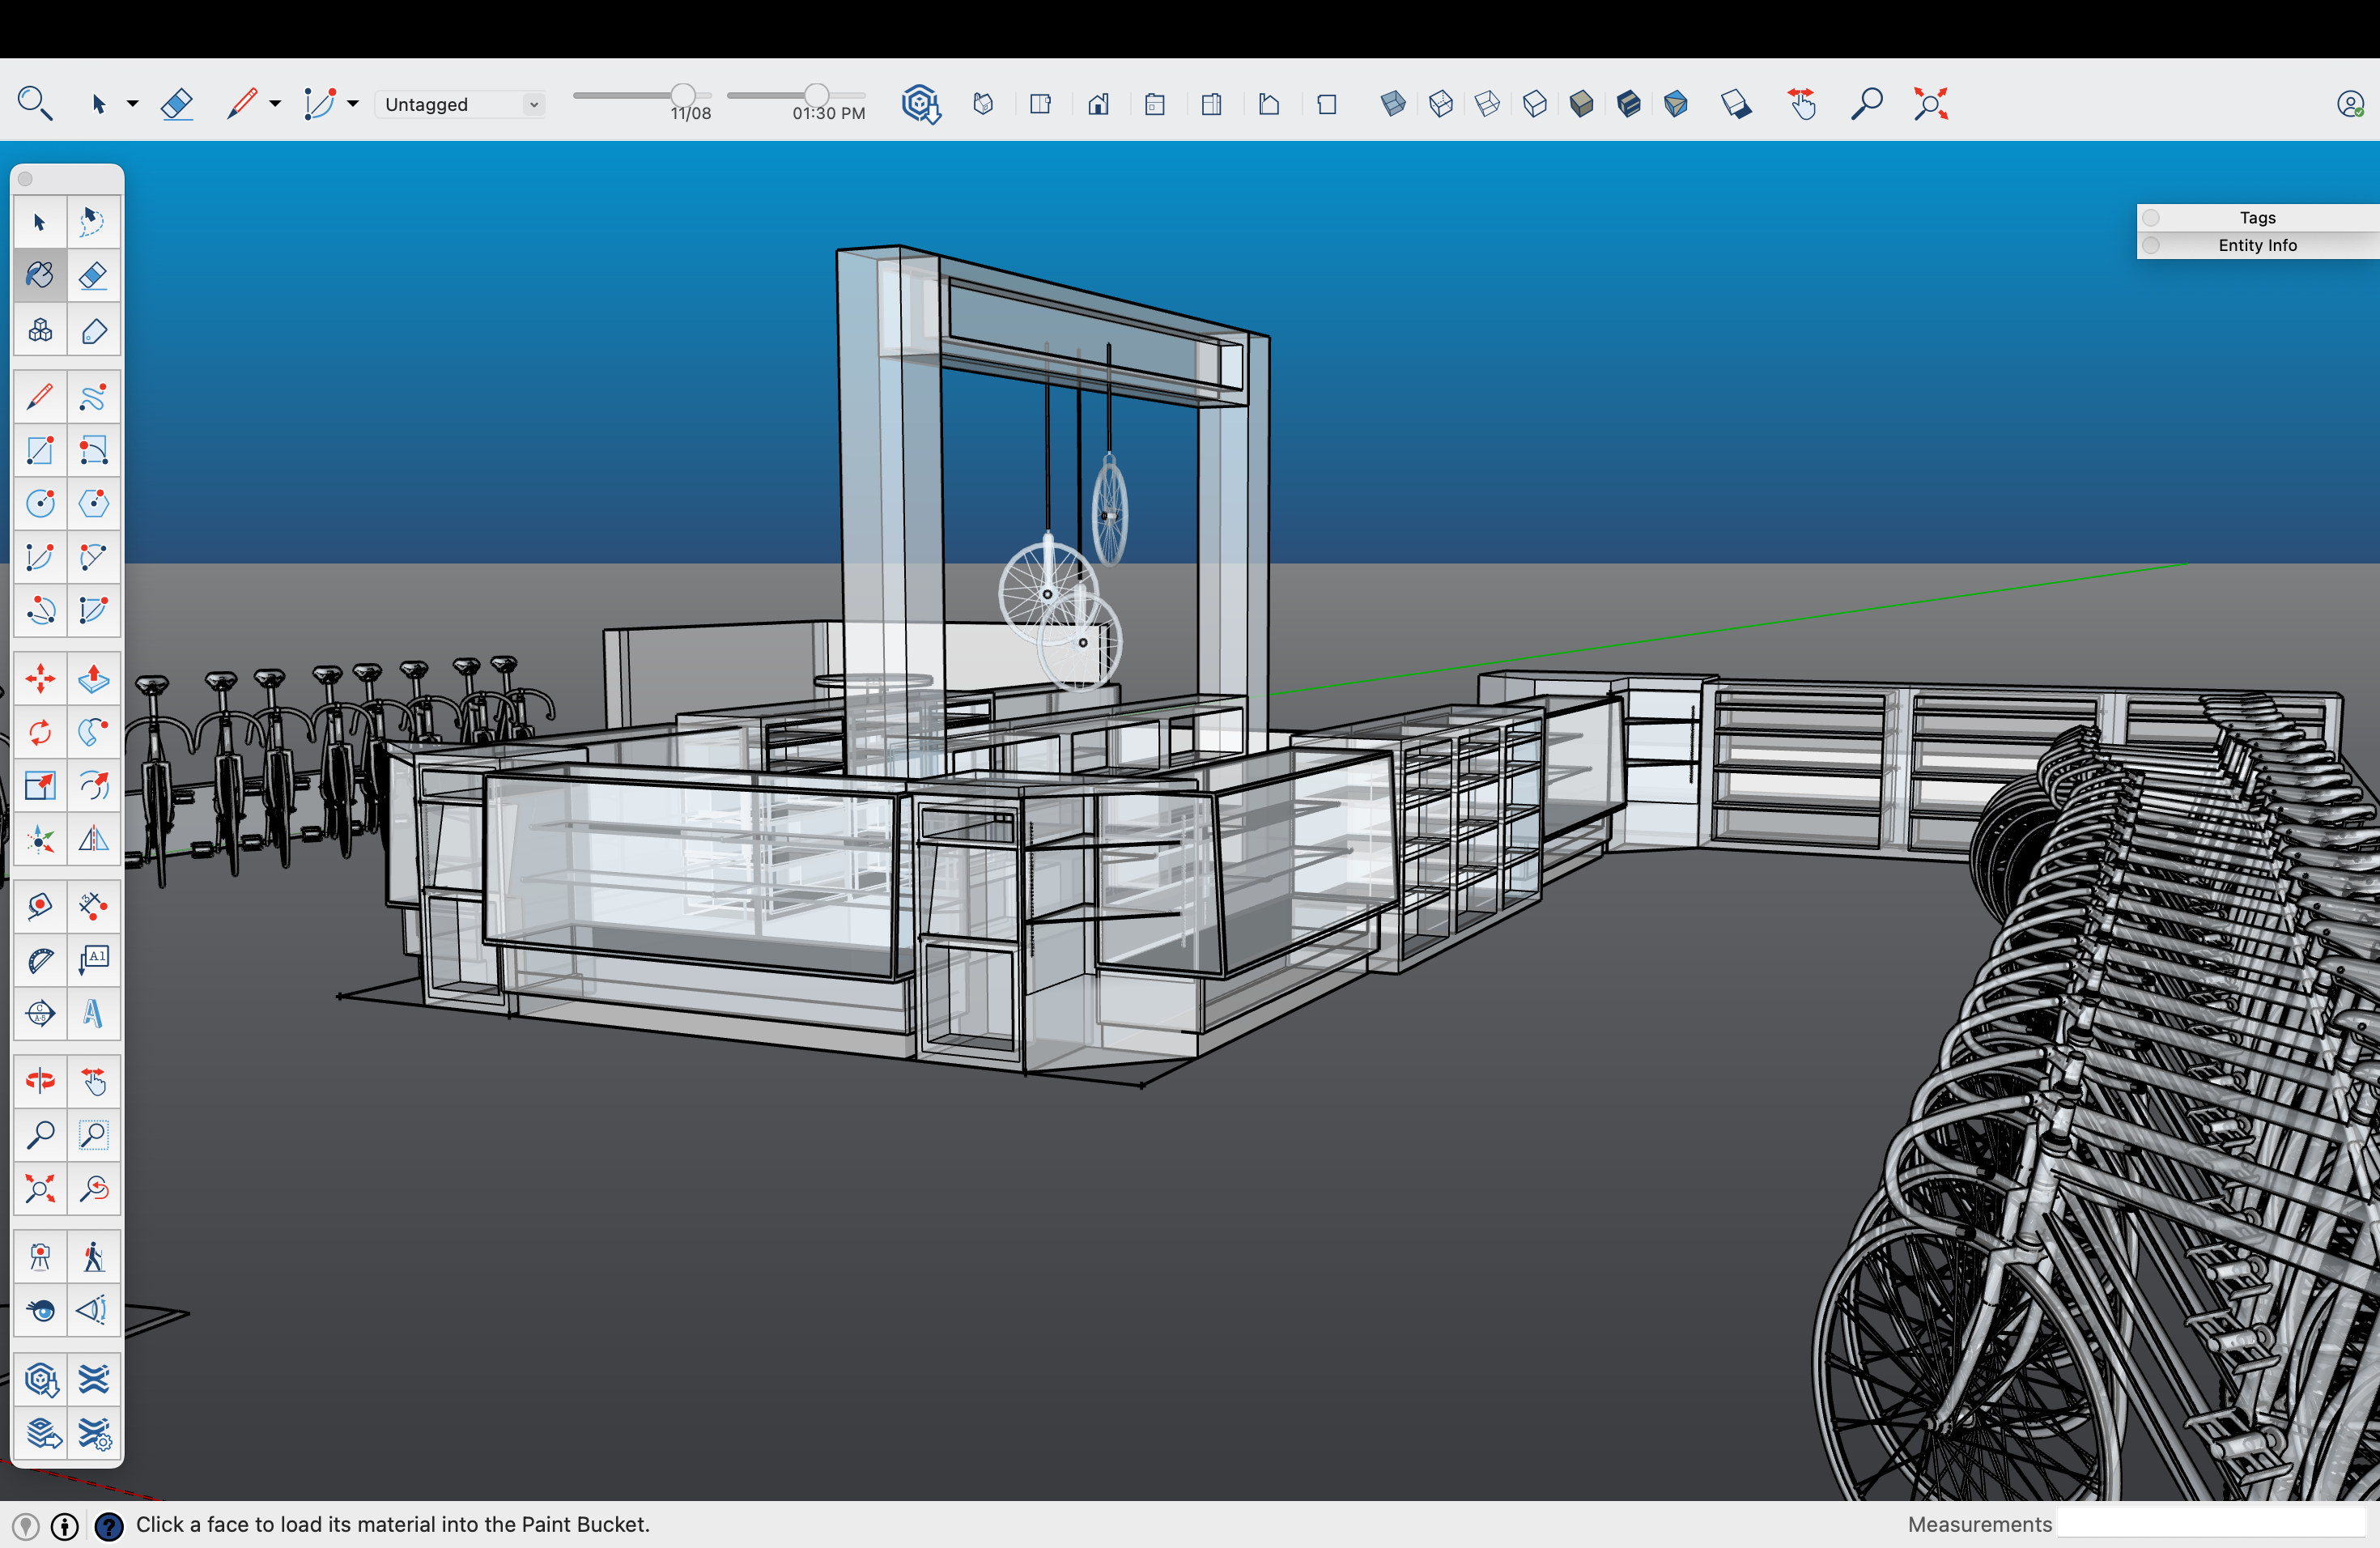 Untagged
11/08
01:30 PM
Tags
Entity Info
A1
A
Click a face to load its material into the Paint Bucket.
Measurements